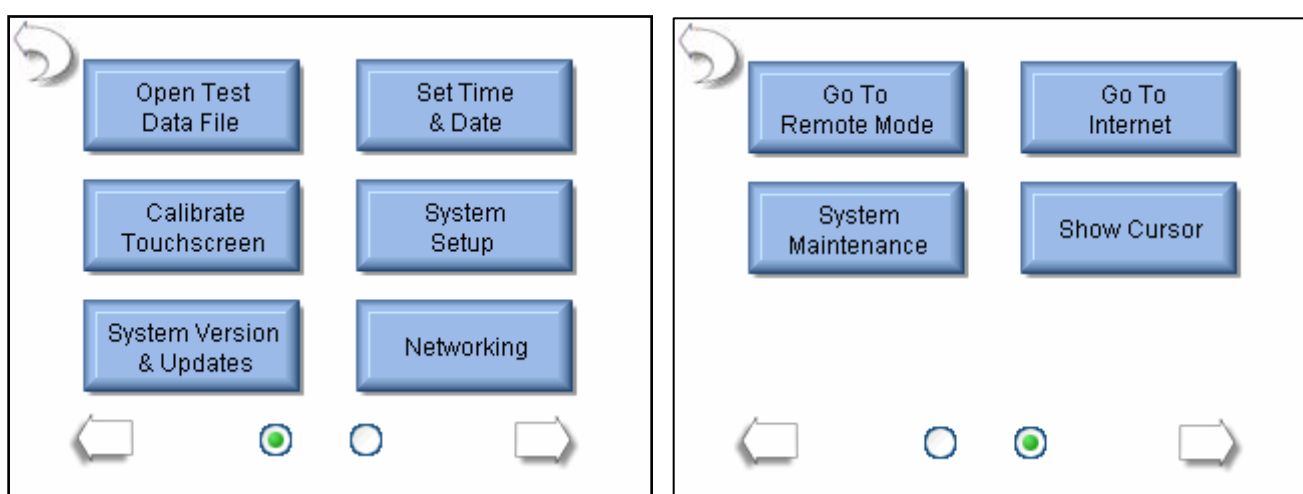 Open Test
Data File
Set Time
& Date
Calibrate
Touchscreen
System
Setup
System Version
& Updates
Networking
Go To
Remote Mode
Go To
Internet
System
Maintenance
Show Cursor